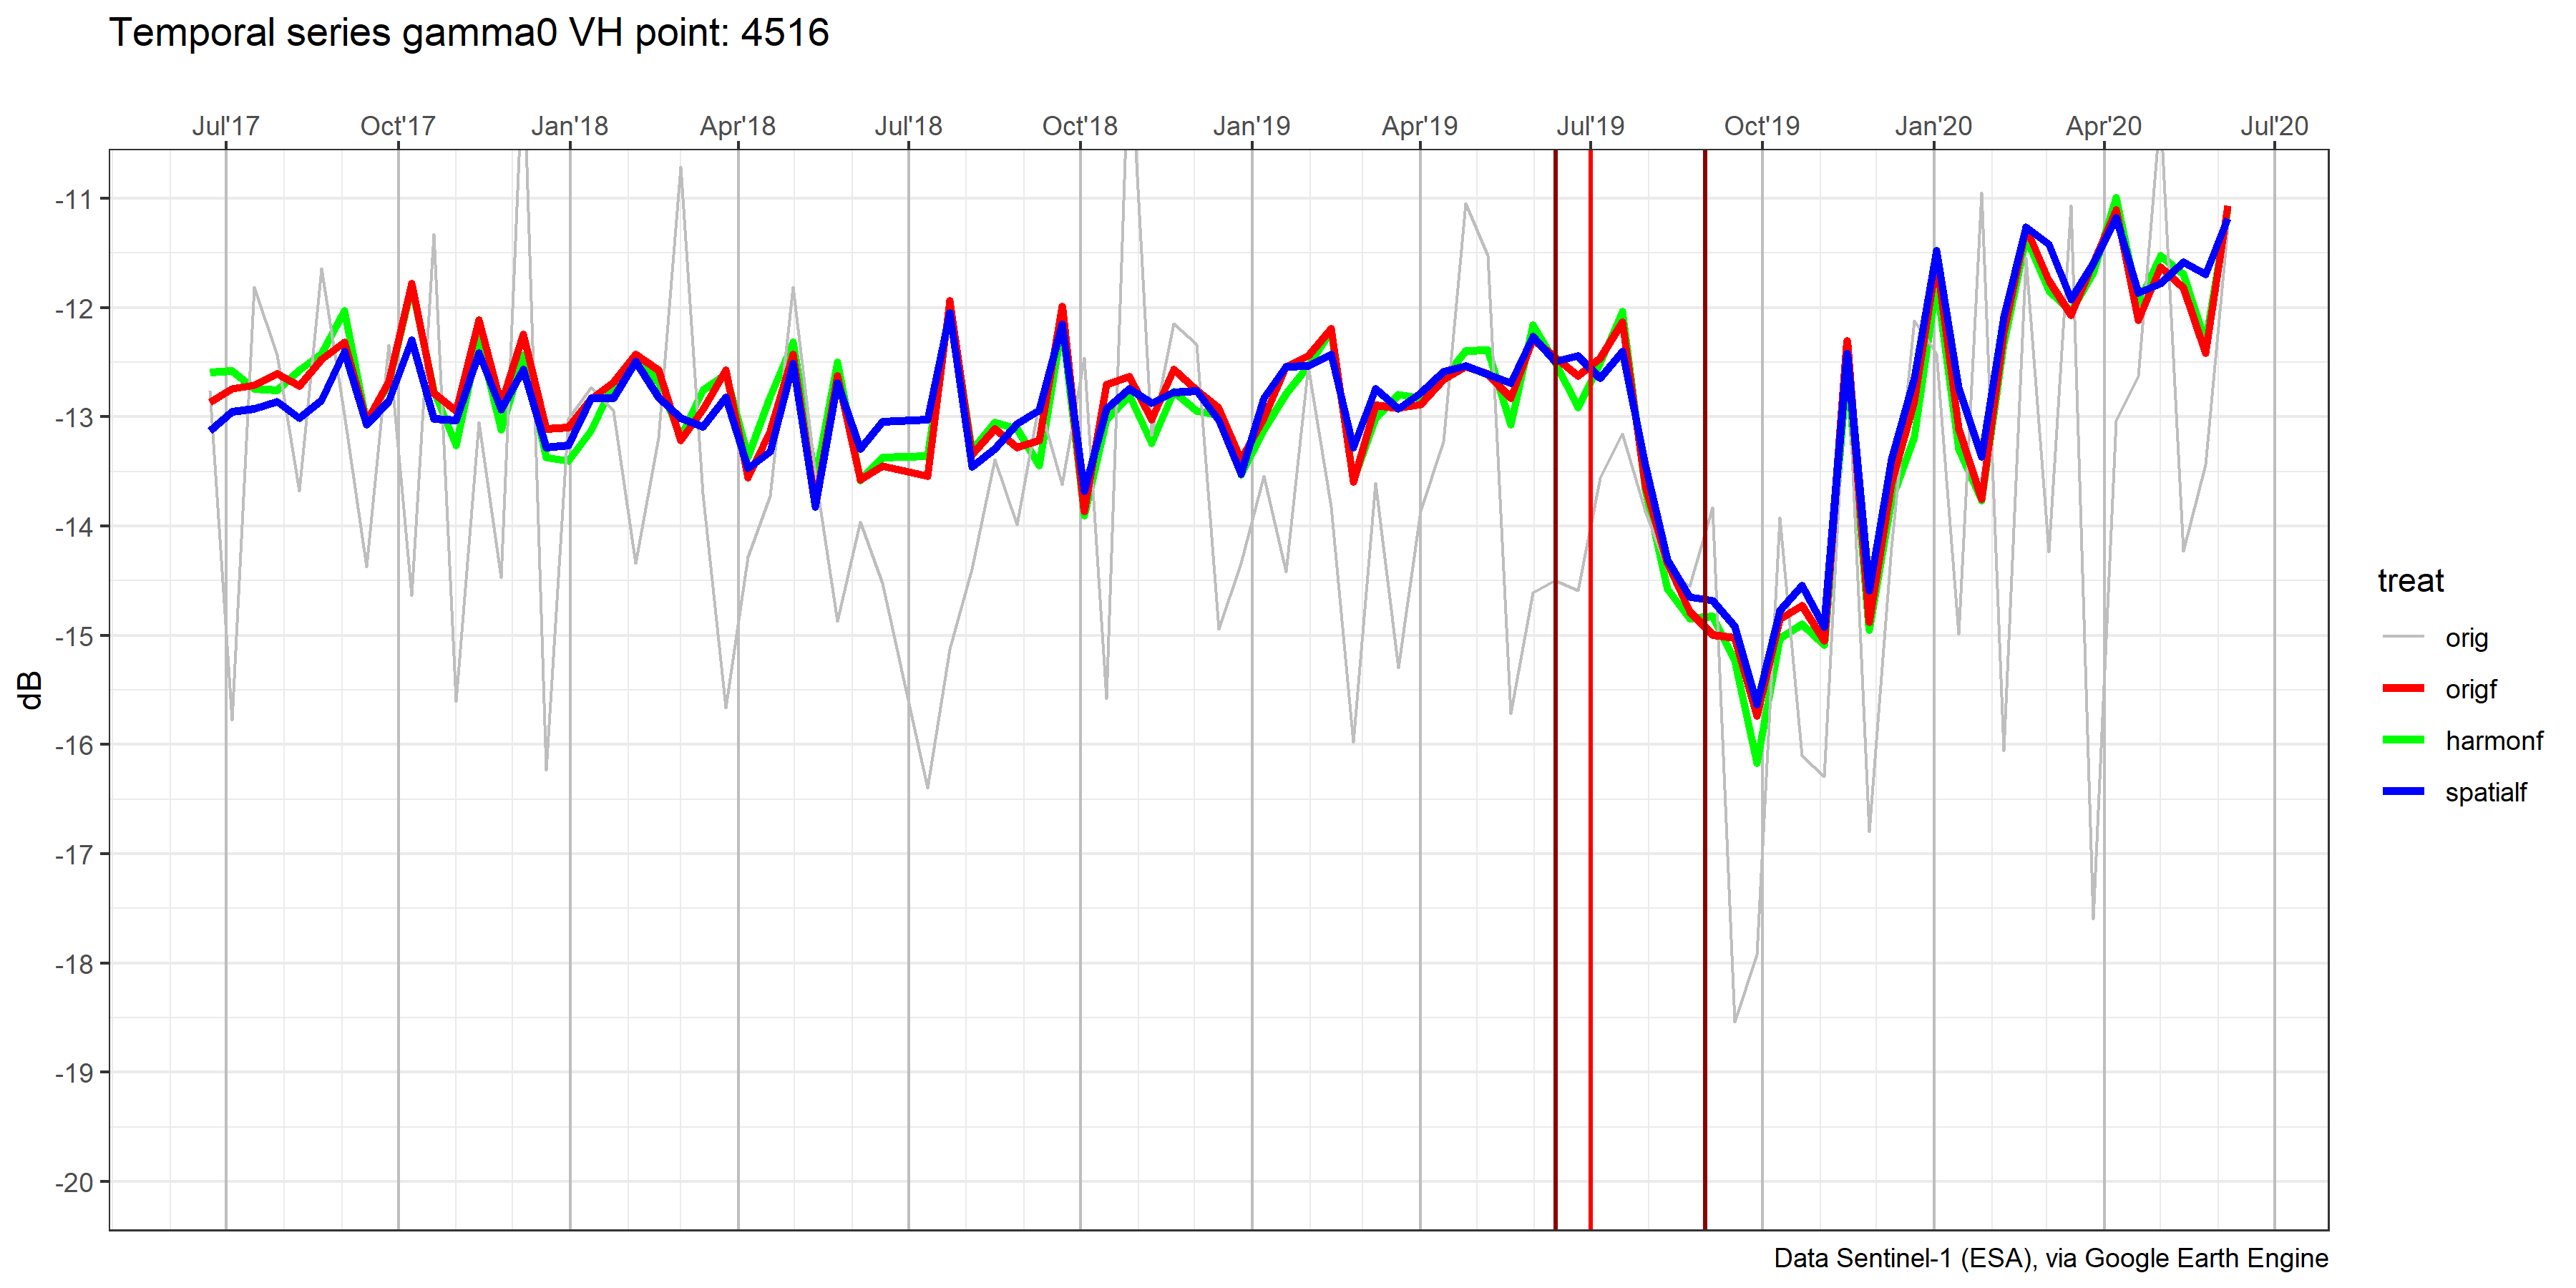 Temporal series gamma0 VH point: 4516
Jul'17 Oct'17 Jan'18 Apr'18 Jul'18 Oct'18 Jan'19 Apr'19 Jul'19 Oct'19 Jan'20 Apr'20 Jul'20
-11
-12
-13
-14
-15
-16
-17
-18
-19
-20
dB
treat
orig
origf
harmonf
spatialf
Data Sentinel-1 (ESA), via Google Earth Engine